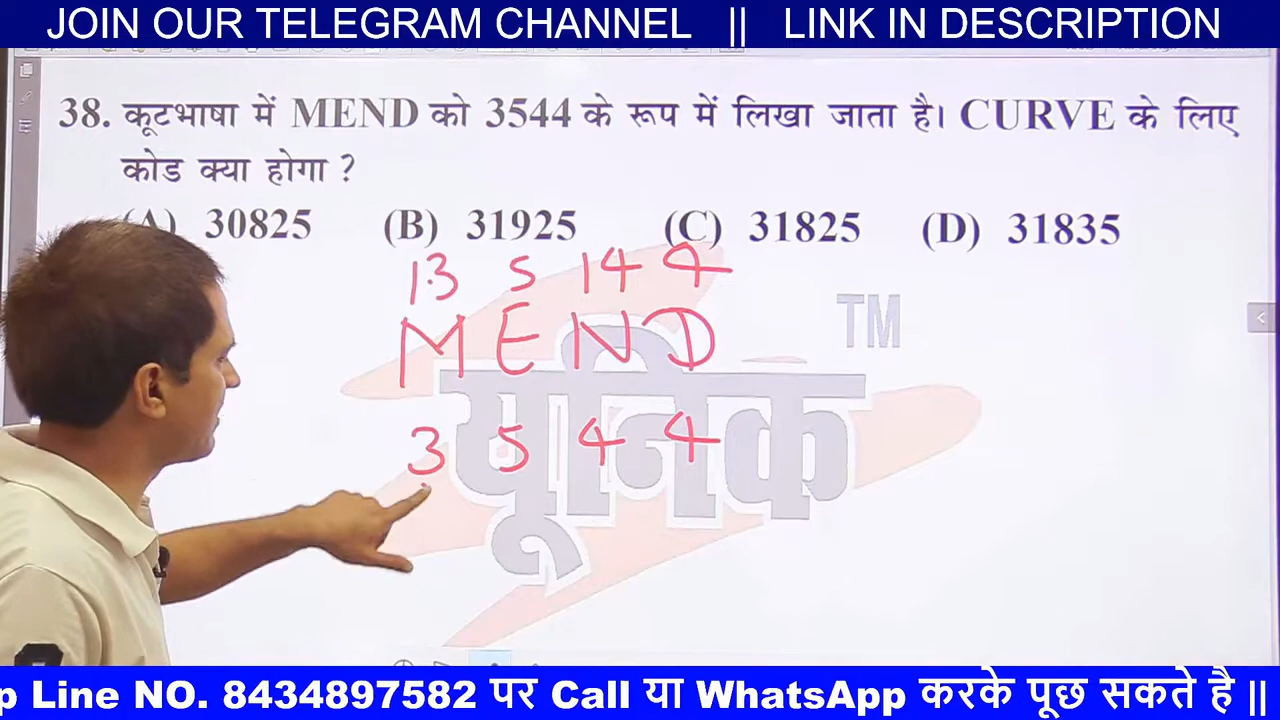 JOIN OUR TELEGRAM CHANNEL || LINK IN DESCRIPTION
38. कूटभाषा में MEND को 3544 के रूप में लिखा जाता है। CURVE के लिए
कोड क्या होगा ?
(A) 30825 (B) 31925 (C) 31825 (D) 31835
13 5 14 4
M E N D
TM
यूनिक
3 5 4 4
p Line NO. 8434897582 पर Call या WhatsApp करके पूछ सकते है ||